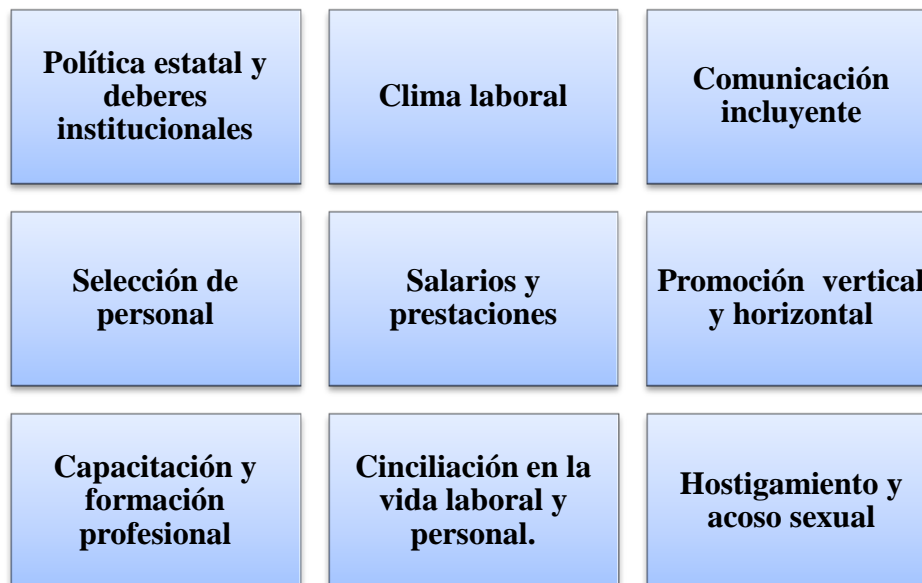 Política estatal y
deberes
institucionales
Clima laboral
Comunicación
incluyente
Selección de
personal
Salarios y
prestaciones
Promoción  vertical
y horizontal
Capacitación y
formación
profesional
Cinciliación en la
vida laboral y
personal.
Hostigamiento y
acoso sexual